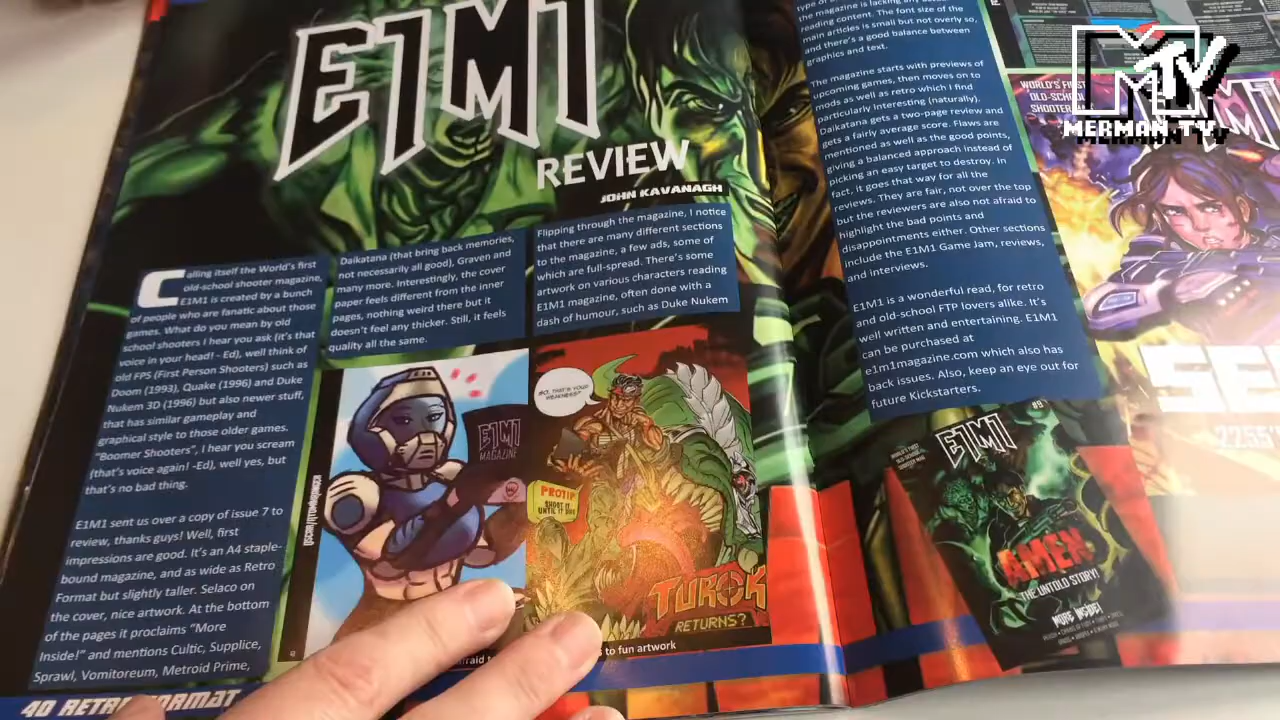 E1M1
REVIEW
JOHN KAVANAGH
Calling itself the World's first
old-school shooter magazine,
E1M1 is created by a bunch
of people who are fanatic about those
games. What do you mean by old
school shooters I hear you ask (it's that
voice in your head! - Ed), well think of
old FPS (First Person Shooters) such as
Doom (1993), Quake (1996) and Duke
Nukem 3D (1996) but also newer stuff,
that has similar gameplay and
graphical style to those older games.
"Boomer Shooters", I hear you scream
(that's voice again! -Ed), well yes, but
that's no bad thing.
E1M1 sent us over a copy of issue 7 to
review, thanks guys! Well, first
impressions are good. It's an A4 staple-
bound magazine, and as wide as Retro
Format but slightly taller. Selaco on
the cover, nice artwork. At the bottom
of the pages it proclaims "More
Inside!" and mentions Cultic, Supplice,
Sprawl, Vomitoreum, Metroid Prime,
Daikatana (that bring back memories,
not necessarily all good), Graven and
many more. Interestingly, the cover
paper feels different from the inner
pages, nothing weird there but it
doesn't feel any thicker. Still, it feels
quality all the same.
Flipping through the magazine, I notice
that there are many different sections
to the magazine, a few ads, some of
which are full-spread. There's some
artwork on various characters reading
E1M1 magazine, often done with a
dash of humour, such as Duke Nukem
E1M1
MAGAZINE
SO, THAT'S YOUR
WEAKNESS?
PROTIP
SHOOT IT
UNTIL IT DIES
TUROK
RETURNS?
to fun artwork
40 RETRO FORMAT
the magazine is lacking any
reading content. The font size of the
main articles is small but not overly so,
and there's a good balance between
graphics and text.
The magazine starts with previews of
upcoming games, then moves on to
mods as well as retro which I find
particularly interesting (naturally).
Daikatana gets a two-page review and
gets a fairly average score. Flaws are
mentioned as well as the good points,
giving a balanced approach instead of
picking an easy target to destroy. In
fact, it goes that way for all the
reviews. They are fair, not over the top
but the reviewers are also not afraid to
highlight the bad points and
disappointments either. Other sections
include the E1M1 Game Jam, reviews,
and interviews.
E1M1 is a wonderful read, for retro
and old-school FTP lovers alike. It's
well written and entertaining. E1M1
can be purchased at
e1m1magazine.com which also has
back issues. Also, keep an eye out for
future Kickstarters.
E1M1
AMEN
THE UNTOLD STORY!
MORE INSIDE!
WORLD'S FIRST
OLD-SCHOOL
SHOOTER
MTV
MERMAN.TV